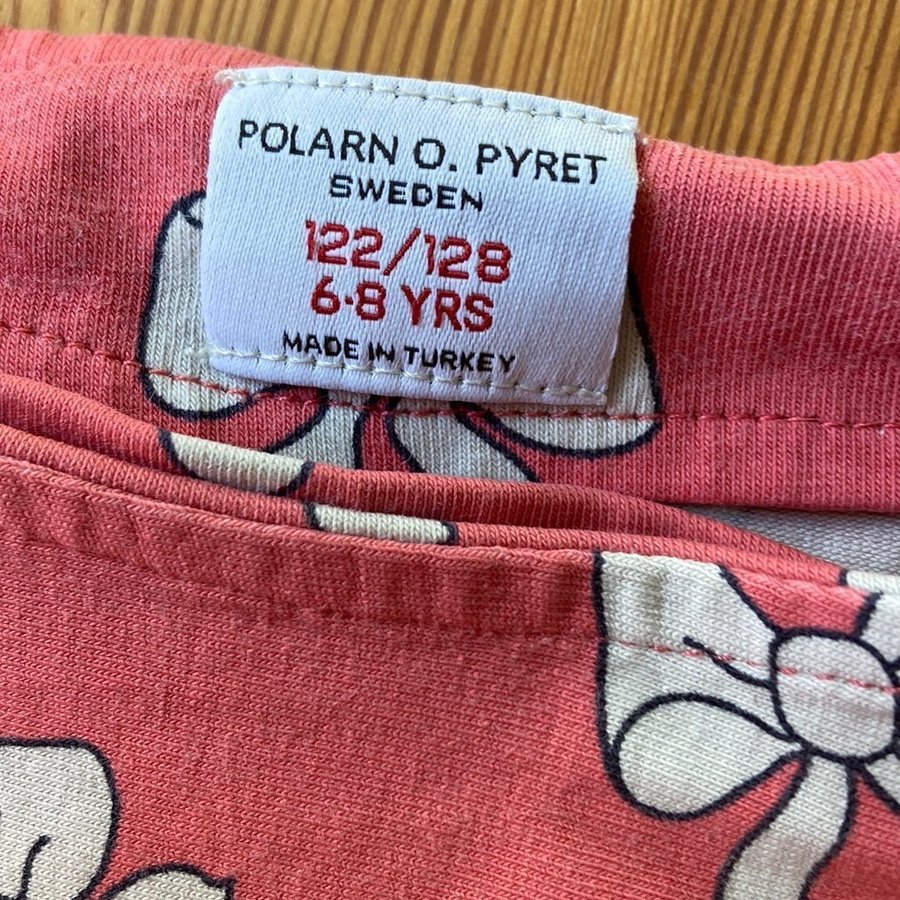 POLARN O. PYRET
SWEDEN
122/128
6-8 YRS
MADE IN TURKEY